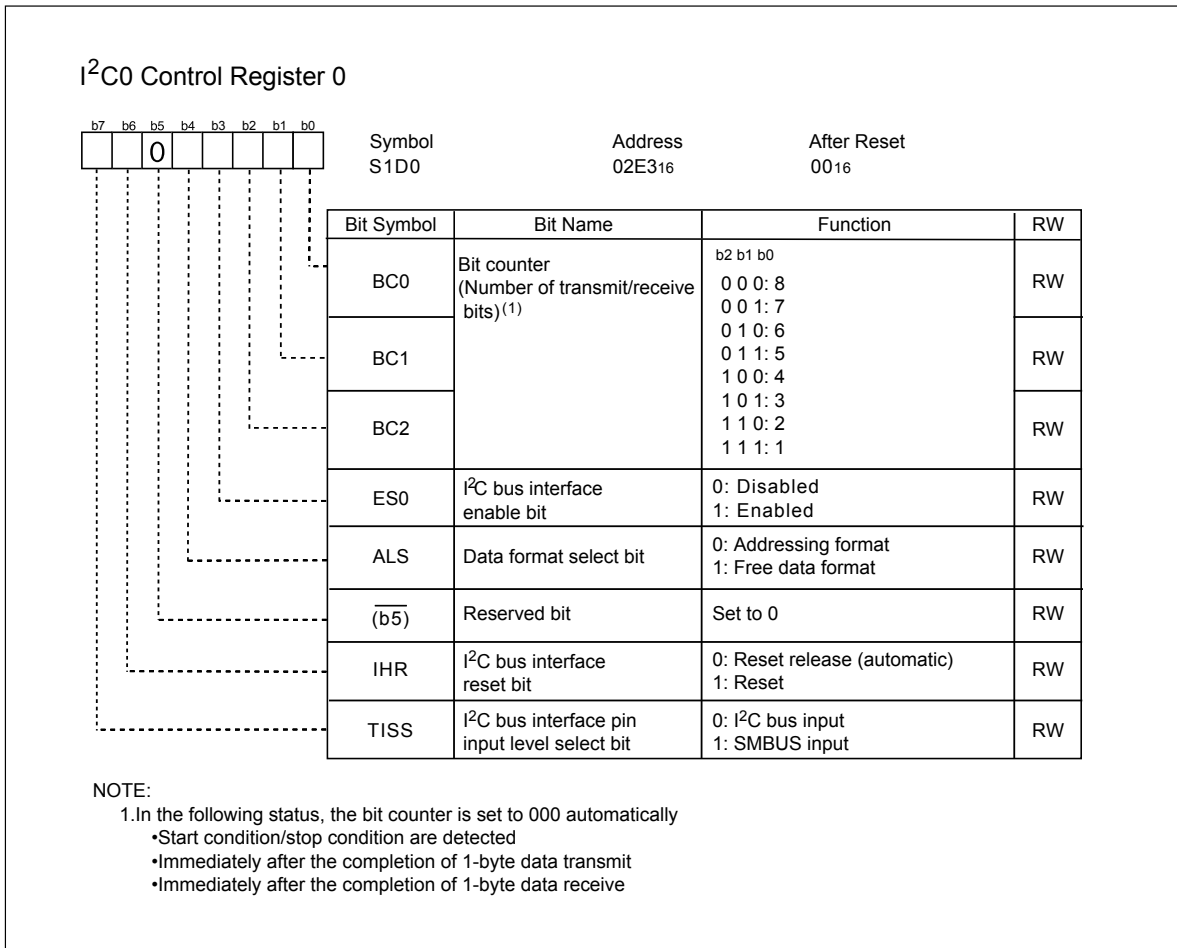 I²C0 Control Register 0
b7 b6 b5 b4 b3 b2 b1 b0
0
Symbol Address After Reset
S1D0 02E316 0016
Bit Symbol Bit Name Function RW
BC0 Bit counter (Number of transmit/receive bits)(1) RW
b2 b1 b0
0 0 0: 8
0 0 1: 7
0 1 0: 6
0 1 1: 5
1 0 0: 4
1 0 1: 3
1 1 0: 2
1 1 1: 1
BC1 RW
BC2 RW
ES0 I²C bus interface enable bit 0: Disabled RW
1: Enabled
ALS Data format select bit 0: Addressing format RW
1: Free data format
(b5) Reserved bit Set to 0 RW
IHR I²C bus interface reset bit 0: Reset release (automatic) RW
1: Reset
TISS I²C bus interface pin input level select bit 0: I²C bus input RW
1: SMBUS input
NOTE:
1.In the following status, the bit counter is set to 000 automatically
•Start condition/stop condition are detected
•Immediately after the completion of 1-byte data transmit
•Immediately after the completion of 1-byte data receive